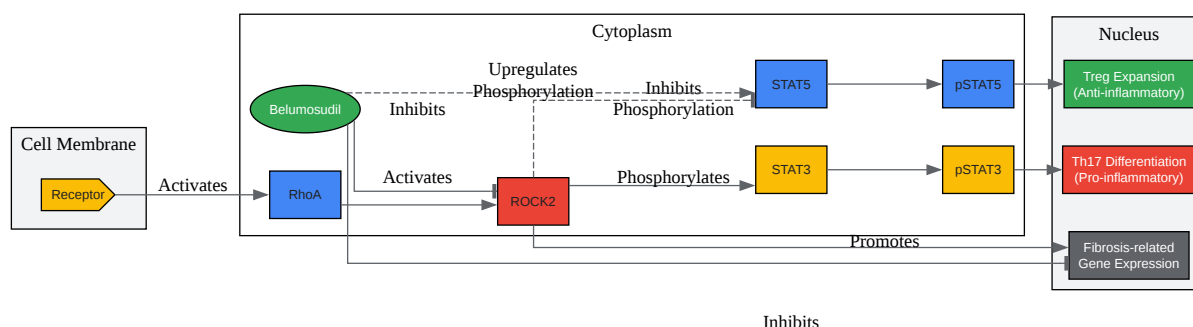 Cytoplasm
Nucleus
Upregulates
Phosphorylation
Inhibits
Inhibits
Phosphorylation
STAT5
pSTAT5
Treg Expansion
(Anti-inflammatory)
Belumosudil
Cell Membrane
Receptor
Activates
RhoA
Activates
ROCK2
Phosphorylates
STAT3
pSTAT3
Th17 Differentiation
(Pro-inflammatory)
Promotes
Fibrosis-related
Gene Expression
Inhibits